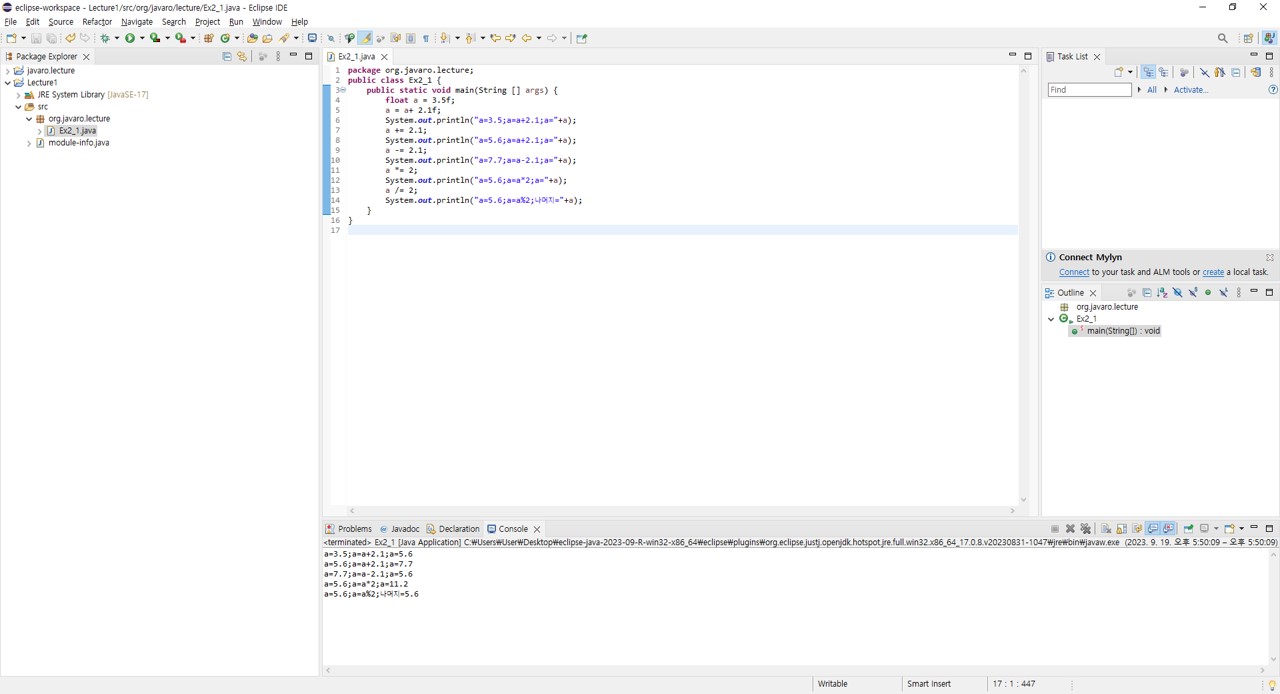 eclipse-workspace - Lecture1/src/org/javaro/lecture/Ex2_1.java - Eclipse IDE
File Edit Source Refactor Navigate Search Project Run Window Help
Package Explorer
javaro.lecture
Lecture1
JRE System Library [JavaSE-17]
src
org.javaro.lecture
Ex2_1.java
module-info.java
Ex2_1.java
1 package org.javaro.lecture;
2 public class Ex2_1 {
3 public static void main(String [] args) {
4 float a = 3.5f;
5 a = a+ 2.1f;
6 System.out.println("a=3.5;a=a+2.1;a="+a);
7 a += 2.1;
8 System.out.println("a=5.6;a=a+2.1;a="+a);
9 a -= 2.1;
10 System.out.println("a=7.7;a=a-2.1;a="+a);
11 a *= 2;
12 System.out.println("a=5.6;a=a*2;a="+a);
13 a /= 2;
14 System.out.println("a=5.6;a=a%2;나머지="+a);
15 }
16 }
17
Task List
Find All Activate...
Connect Mylyn
Connect to your task and ALM tools or create a local task.
Outline
org.javaro.lecture
Ex2_1
main(String[]) : void
Problems Javadoc Declaration Console
<terminated> Ex2_1 [Java Application] C:₩Users₩User₩Desktop₩eclipse-java-2023-09-R-win32-x86_64₩eclipse₩plugins₩org.eclipse.justj.openjdk.hotspot.jre.full.win32.x86_64_17.0.8.v20230831-1047₩jre₩bin₩javaw.exe (2023. 9. 19. 오후 5:50:09 – 오후 5:50:09)
a=3.5;a=a+2.1;a=5.6
a=5.6;a=a+2.1;a=7.7
a=7.7;a=a-2.1;a=5.6
a=5.6;a=a*2;a=11.2
a=5.6;a=a%2;나머지=5.6
Writable Smart Insert 17 : 1 : 447